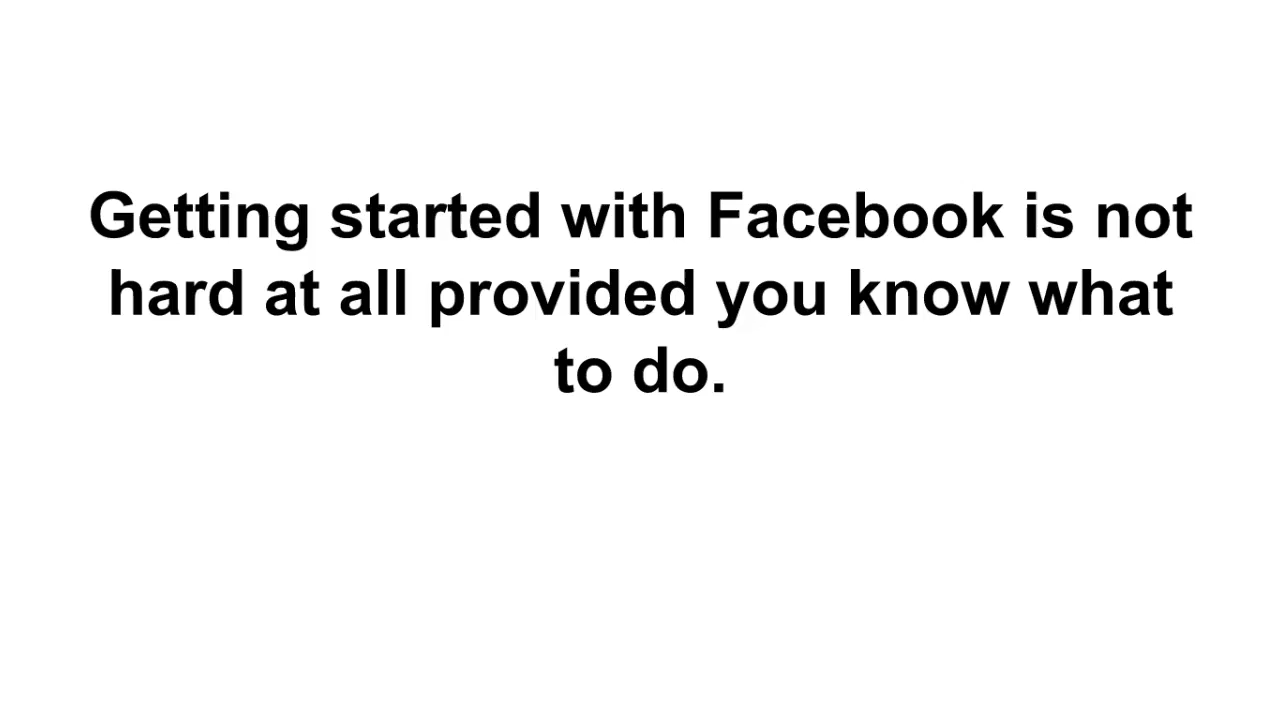 Getting started with Facebook is not
hard at all provided you know what
to do.